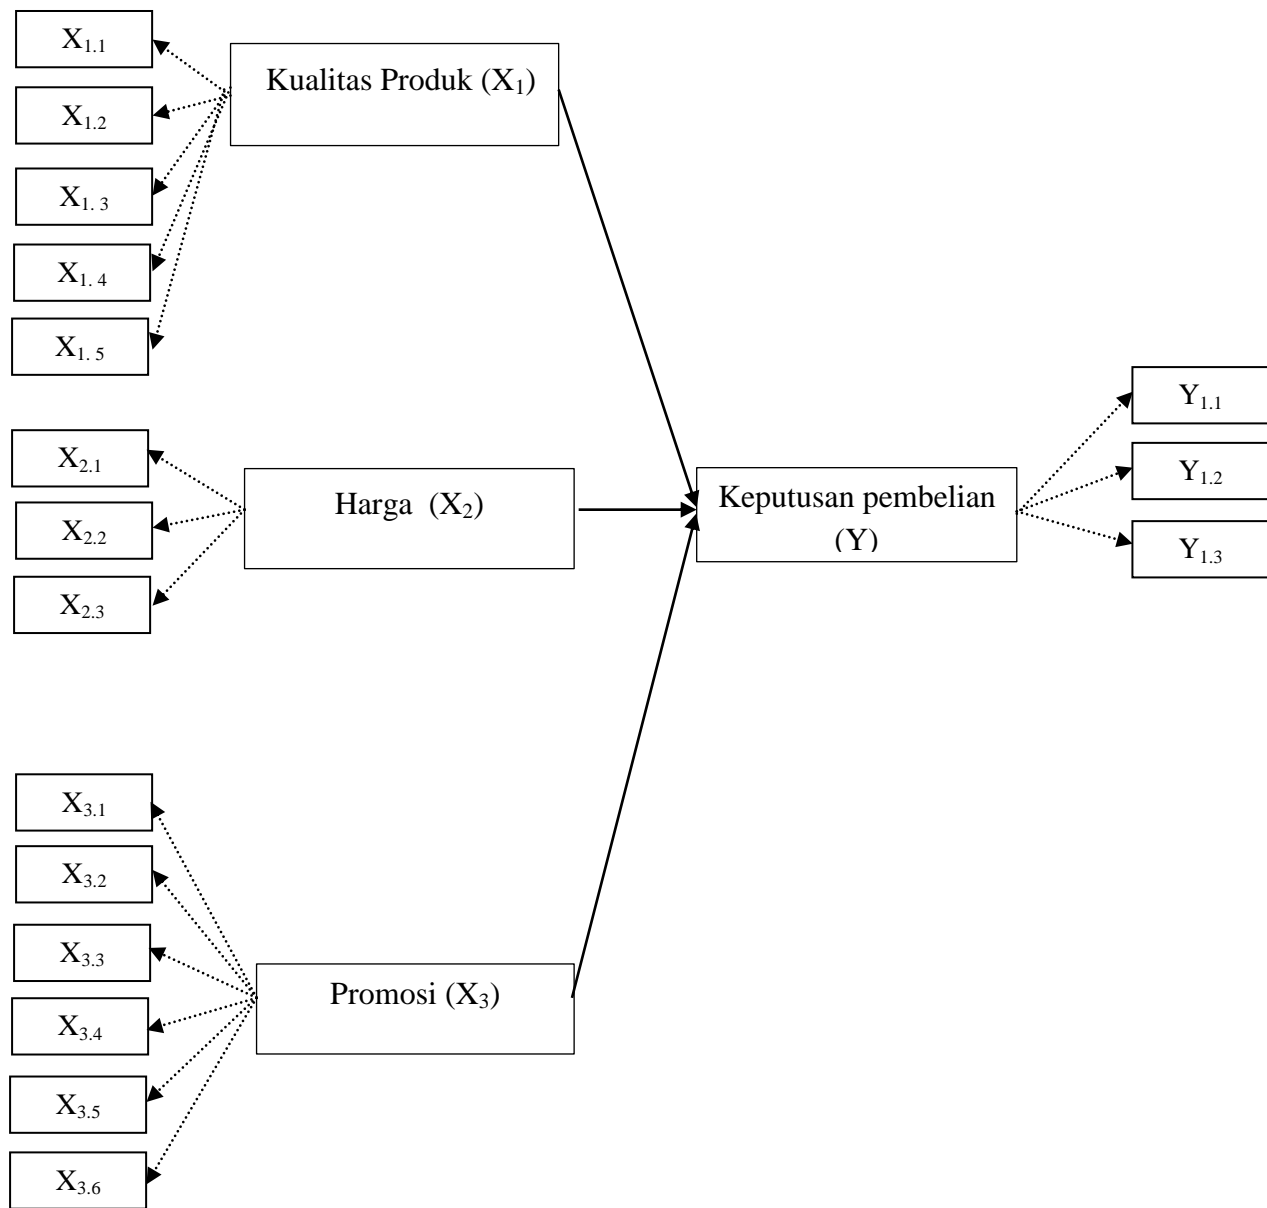 X1.1
Kualitas Produk (X1)
X1.2
X1. 3
X1. 4
X1. 5
X2.1
Harga (X2)
X2.2
X2.3
Keputusan pembelian
(Y)
Y1.1
Y1.2
Y1.3
X3.1
X3.2
X3.3
Promosi (X3)
X3.4
X3.5
X3.6